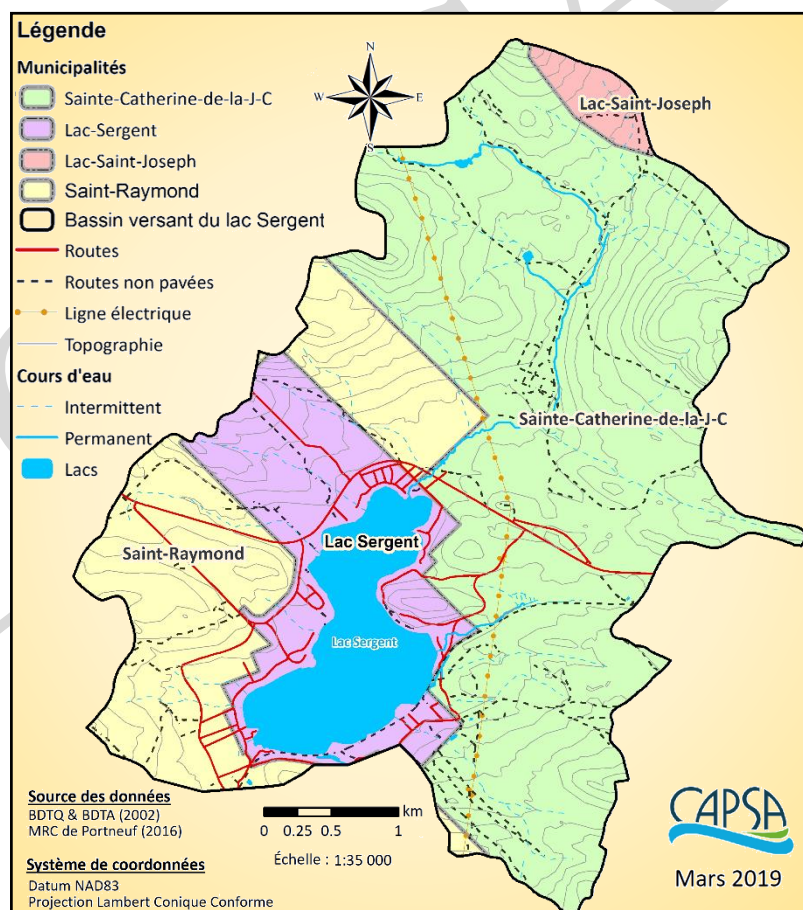 Légende
Municipalités
Sainte-Catherine-de-la-J-C
Lac-Sergent
Lac-Saint-Joseph
Saint-Raymond
Bassin versant du lac Sergent
Routes
Routes non pavées
Ligne électrique
Topographie
Cours d'eau
Intermittent
Permanent
Lacs
N
W
E
S
Lac-Saint-Joseph
Sainte-Catherine-de-la-J-C
Saint-Raymond
Lac Sergent
Lac Sergent
Source des données
BDTQ & BDTA (2002)
MRC de Portneuf (2016)
Système de coordonnées
Datum NAD83
Projection Lambert Conique Conforme
km
0 0.25 0.5 1
Échelle : 1:35 000
CAPSA
Mars 2019